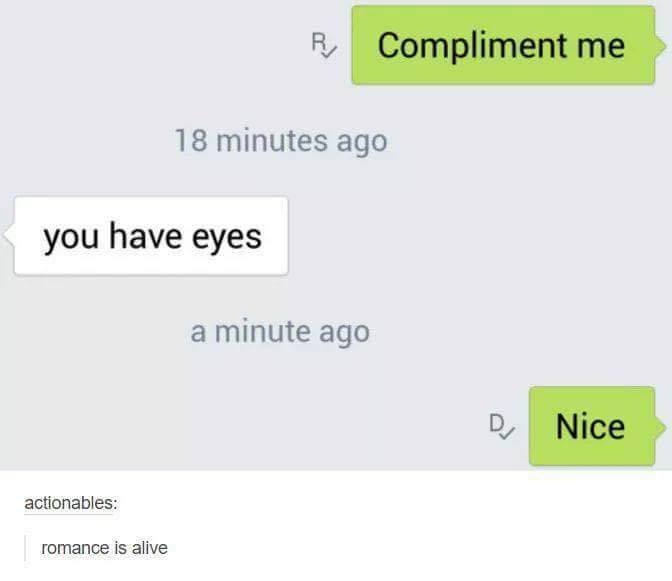 R Compliment me
18 minutes ago
you have eyes
a minute ago
D Nice
actionables:
romance is alive